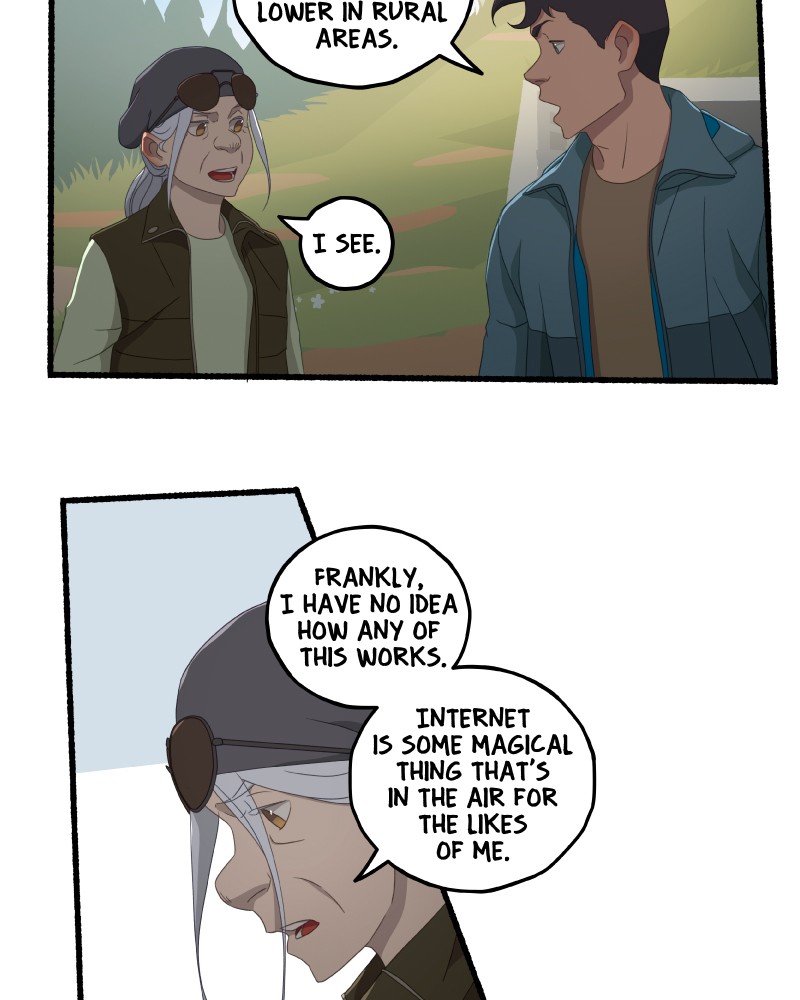 LOWER IN RURAL
AREAS.
I SEE.
FRANKLY,
I HAVE NO IDEA
HOW ANY OF
THIS WORKS.
INTERNET
IS SOME MAGICAL
THING THAT'S
IN THE AIR FOR
THE LIKES
OF ME.